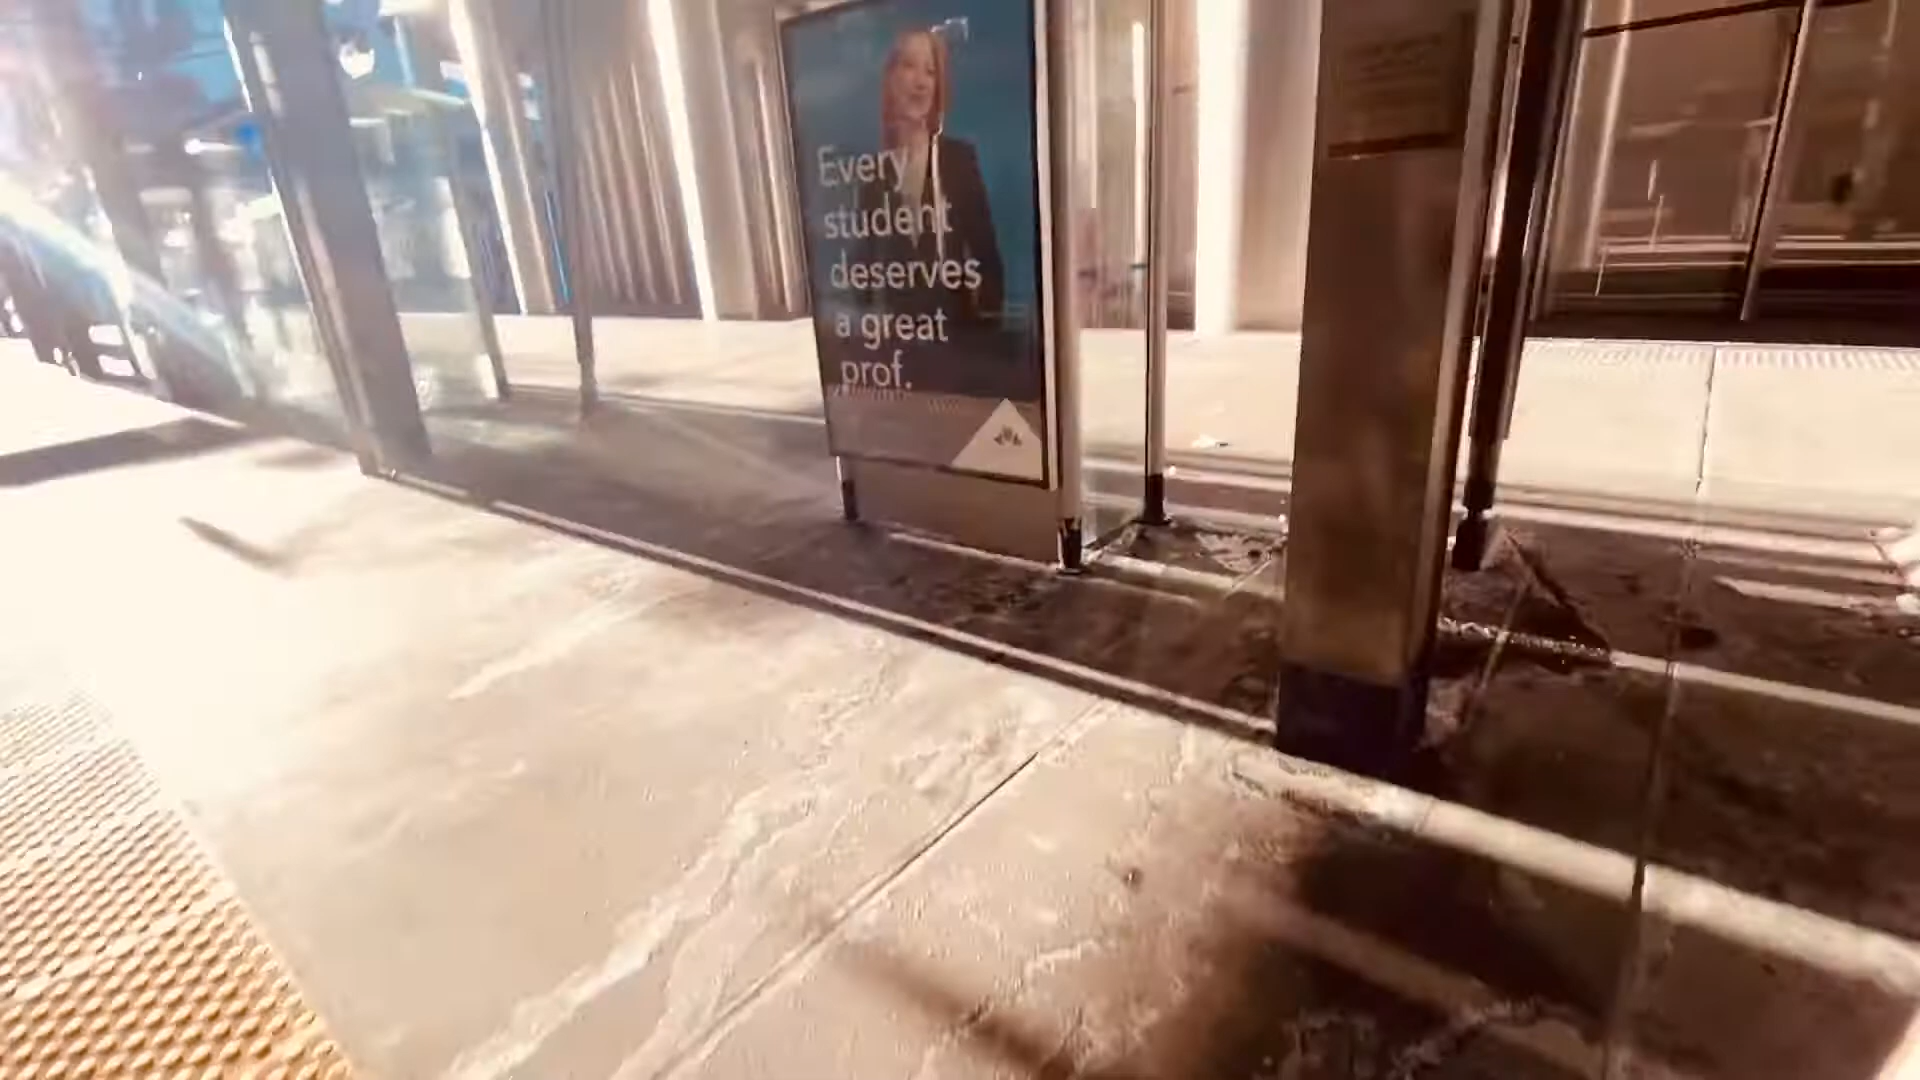 Every
student
deserves
a great
prof.